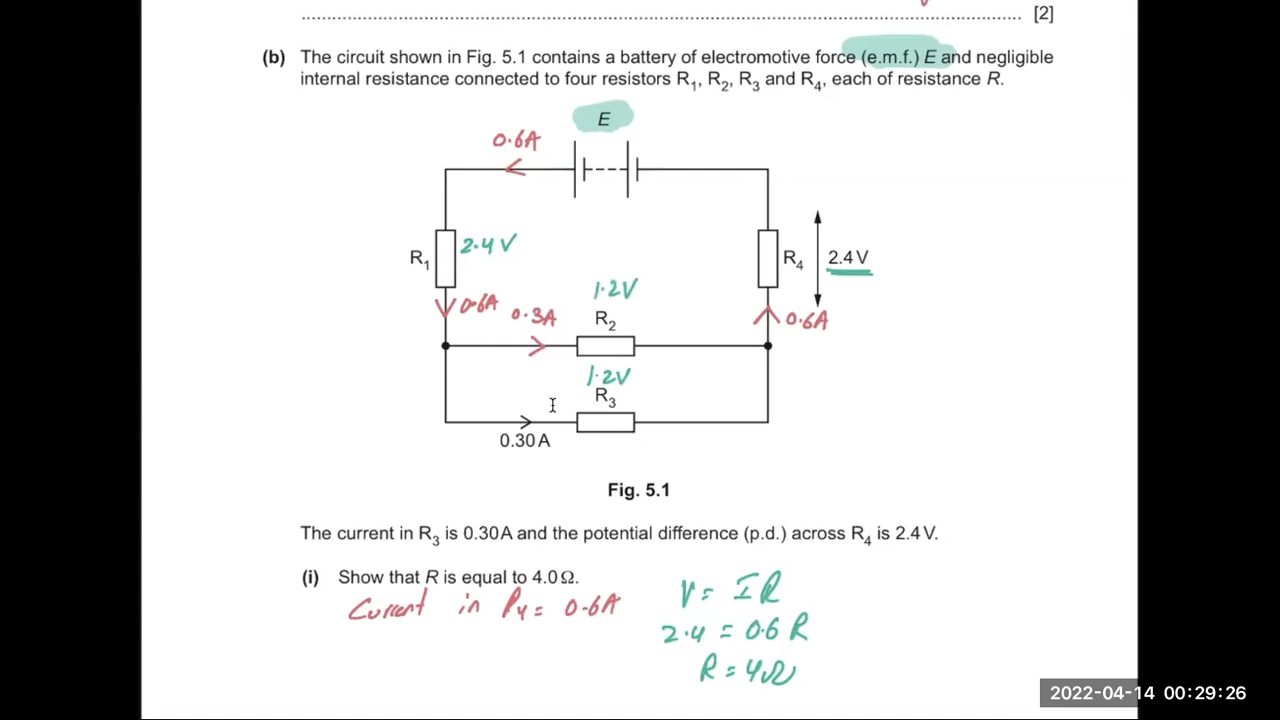 [2]
(b) The circuit shown in Fig. 5.1 contains a battery of electromotive force (e.m.f.) E and negligible
internal resistance connected to four resistors R₁, R₂, R₃ and R₄, each of resistance R.
E
0.6A
R₁
2.4 V
R₄
2.4 V
1.2V
0.6A
0.3A
R₂
0.6A
1.2V
R₃
0.30 A
Fig. 5.1
The current in R₃ is 0.30 A and the potential difference (p.d.) across R₄ is 2.4 V.
(i) Show that R is equal to 4.0 Ω.
Current in R₄ = 0.6A
V = IR
2.4 = 0.6 R
R = 4Ω
2022-04-14 00:29:26